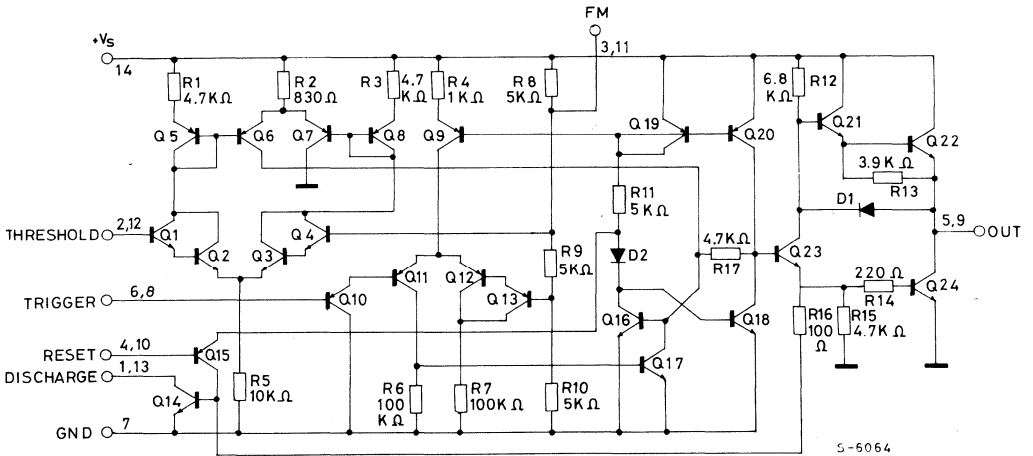 FM
+Vs
3,11
14
R1
4.7KΩ
R2
830Ω
R3
4.7
KΩ
R4
1KΩ
R8
5KΩ
6.8
KΩ
R12
Q5
Q6
Q7
Q8
Q9
Q19
Q20
Q21
Q22
3.9KΩ
R13
R11
5KΩ
D1
THRESHOLD
2,12
Q1
Q2
Q3
Q4
5,9
OUT
R9
5KΩ
D2
4.7KΩ
R17
Q23
TRIGGER
6,8
Q10
Q11
Q12
Q13
220Ω
R14
Q24
Q16
Q18
R16
100
Ω
R15
4.7KΩ
RESET
4,10
Q15
DISCHARGE
1,13
Q14
R5
10KΩ
R6
100
KΩ
R7
100KΩ
R10
5KΩ
Q17
GND
7
S-6064